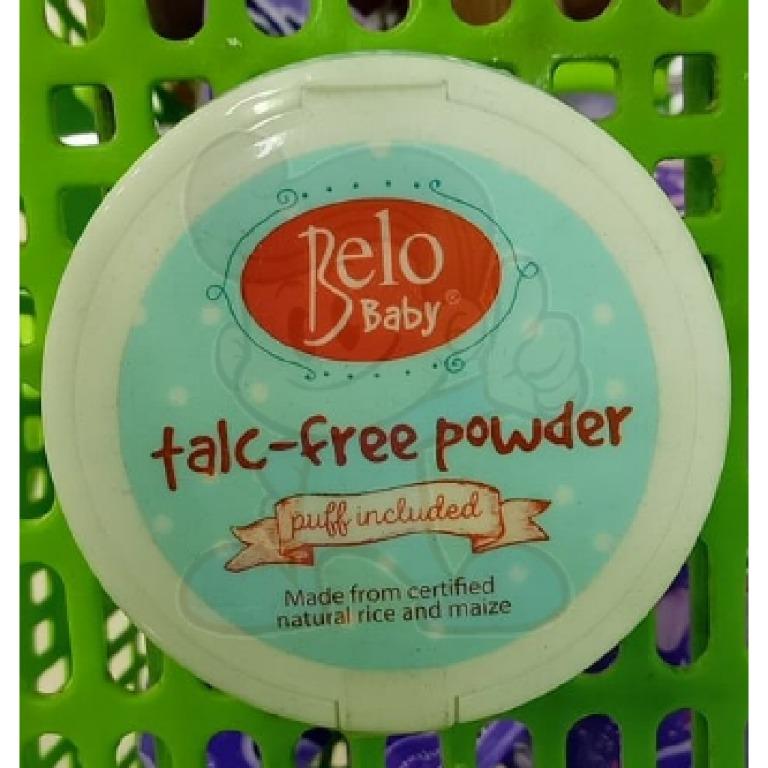 Belo
Baby®
talc-free powder
puff included
Made from certified
natural rice and maize